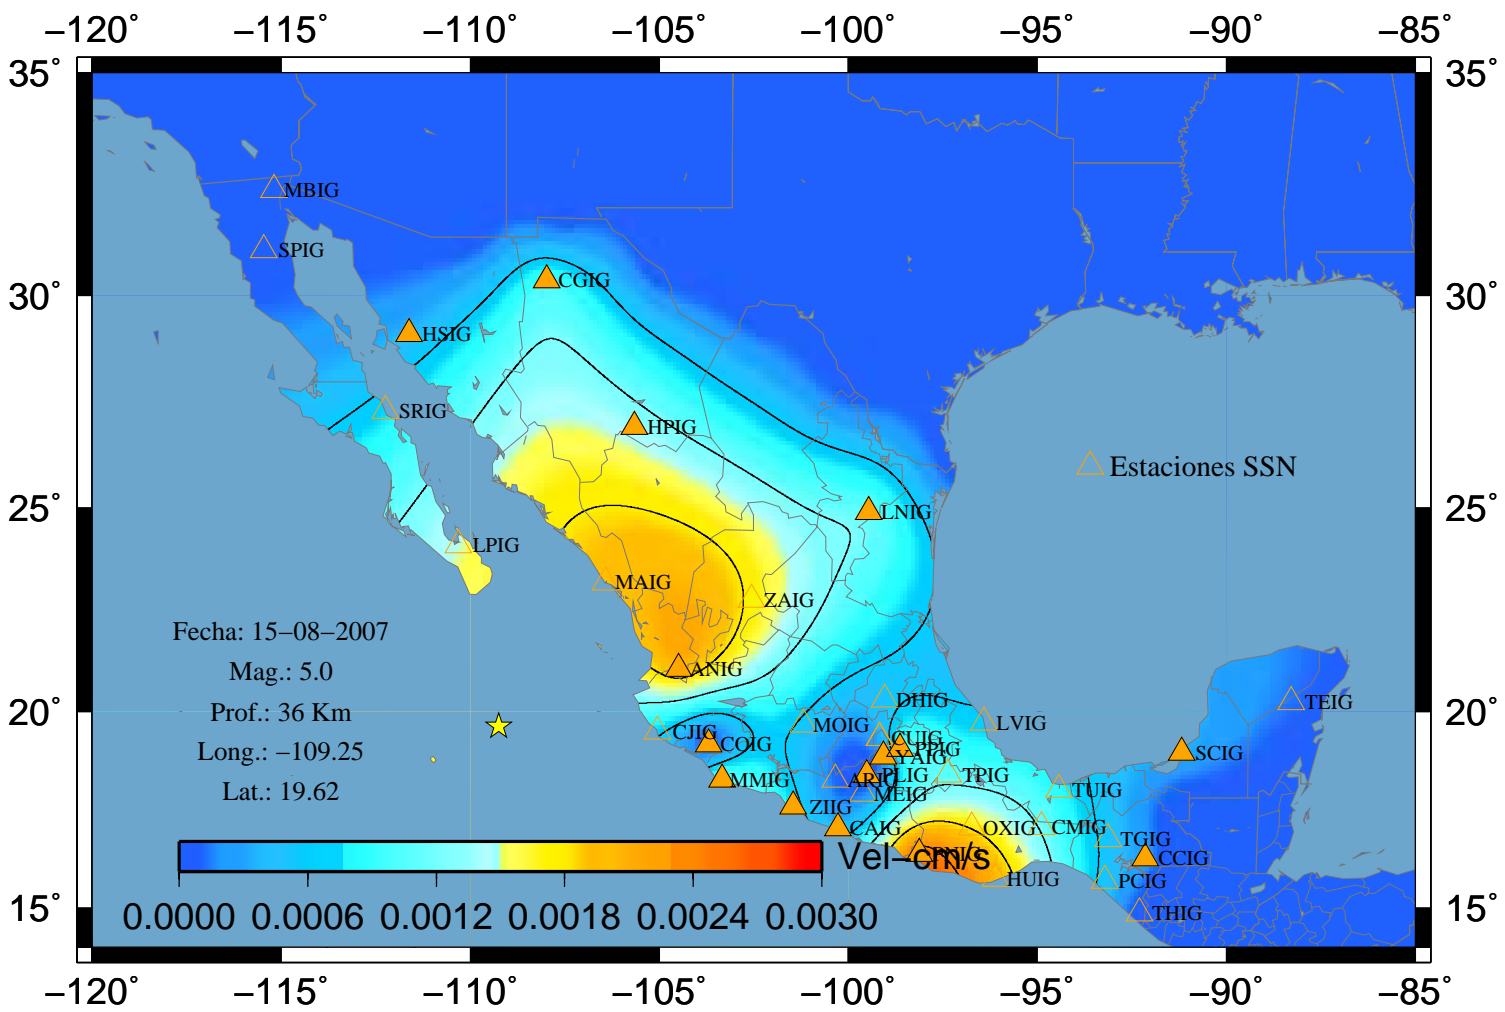 −120° −115° −110° −105° −100° −95° −90° −85°
35° 35°
MBIG
SPIG
CGIG
30° 30°
HSIG
SRIG
HPIG
Estaciones SSN
25° LNIG 25°
LPIG
MAIG
ZAIG
Fecha: 15−08−2007
ANIG
Mag.: 5.0
DHIG
TEIG
20° Prof.: 36 Km 20°
MOIG
LVIG
CJIG
CUIG
COIG
PPIG
Long.: −109.25
SCIG
YAIG
MMIG
PLIG
TPIG
Lat.: 19.62
TUIG
MEIG
ZIIG
CAIG
OXIG
CMIG
TGIG
Vel−cm/s
CCIG
HUIG
PCIG
15° 15°
THIG
0.0000 0.0006 0.0012 0.0018 0.0024 0.0030
−120° −115° −110° −105° −100° −95° −90° −85°